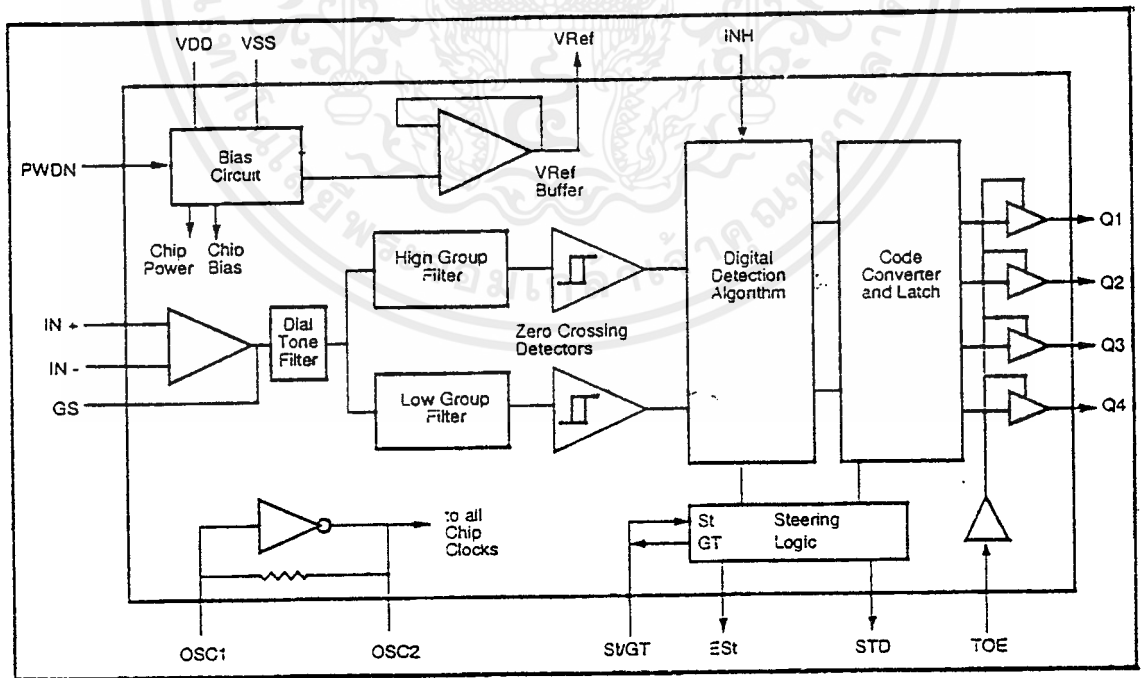 VDD
VSS
VRef
INH
PWDN
Bias
Circuit
VRef
Buffer
Chip
Power
Chip
Bias
High Group
Filter
Digital
Detection
Algorithm
Code
Converter
and Latch
Q1
Q2
Q3
Q4
IN +
IN -
GS
Dial
Tone
Filter
Zero Crossing
Detectors
Low Group
Filter
to all
Chip
Clocks
St
GT
Steering
Logic
OSC1
OSC2
St/GT
ESt
STD
TOE